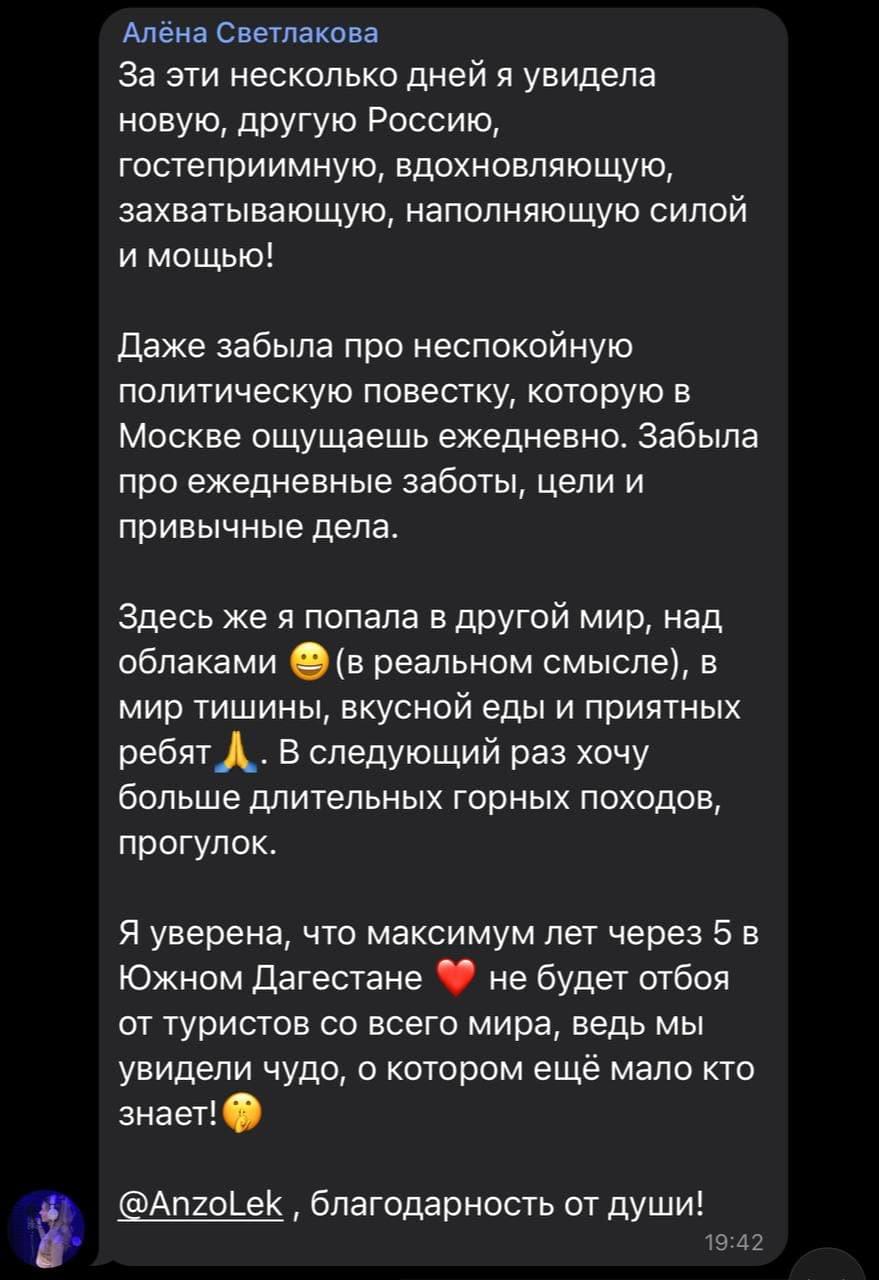 Алёна Светлакова
За эти несколько дней я увидела
новую, другую Россию,
гостеприимную, вдохновляющую,
захватывающую, наполняющую силой
и мощью!
Даже забыла про неспокойную
политическую повестку, которую в
Москве ощущаешь ежедневно. Забыла
про ежедневные заботы, цели и
привычные дела.
Здесь же я попала в другой мир, над
облаками 😀(в реальном смысле), в
мир тишины, вкусной еды и приятных
ребят🙏. В следующий раз хочу
больше длительных горных походов,
прогулок.
Я уверена, что максимум лет через 5 в
Южном Дагестане ❤️ не будет отбоя
от туристов со всего мира, ведь мы
увидели чудо, о котором ещё мало кто
знает!🤫
@AnzoLek , благодарность от души!
19:42